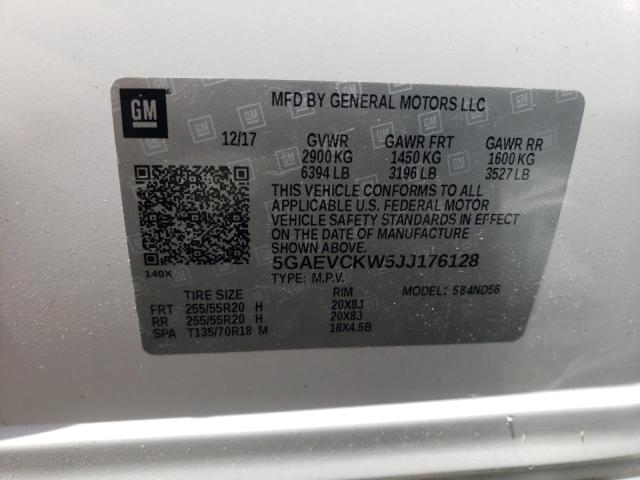 GM
MFD BY GENERAL MOTORS LLC
12/17 GVWR GAWR FRT GAWR RR
2900 KG 1450 KG 1600 KG
6394 LB 3196 LB 3527 LB
THIS VEHICLE CONFORMS TO ALL
APPLICABLE U.S. FEDERAL MOTOR
VEHICLE SAFETY STANDARDS IN EFFECT
ON THE DATE OF MANUFACTURE
SHOWN ABOVE.
140X
5GAEVCKW5JJ176128
TYPE: M.P.V. MODEL: 584ND56
TIRE SIZE RIM
FRT 255/55R20 H 20X8J
RR 255/55R20 H 20X8J
SPA T135/70R18 M 18X4.5B